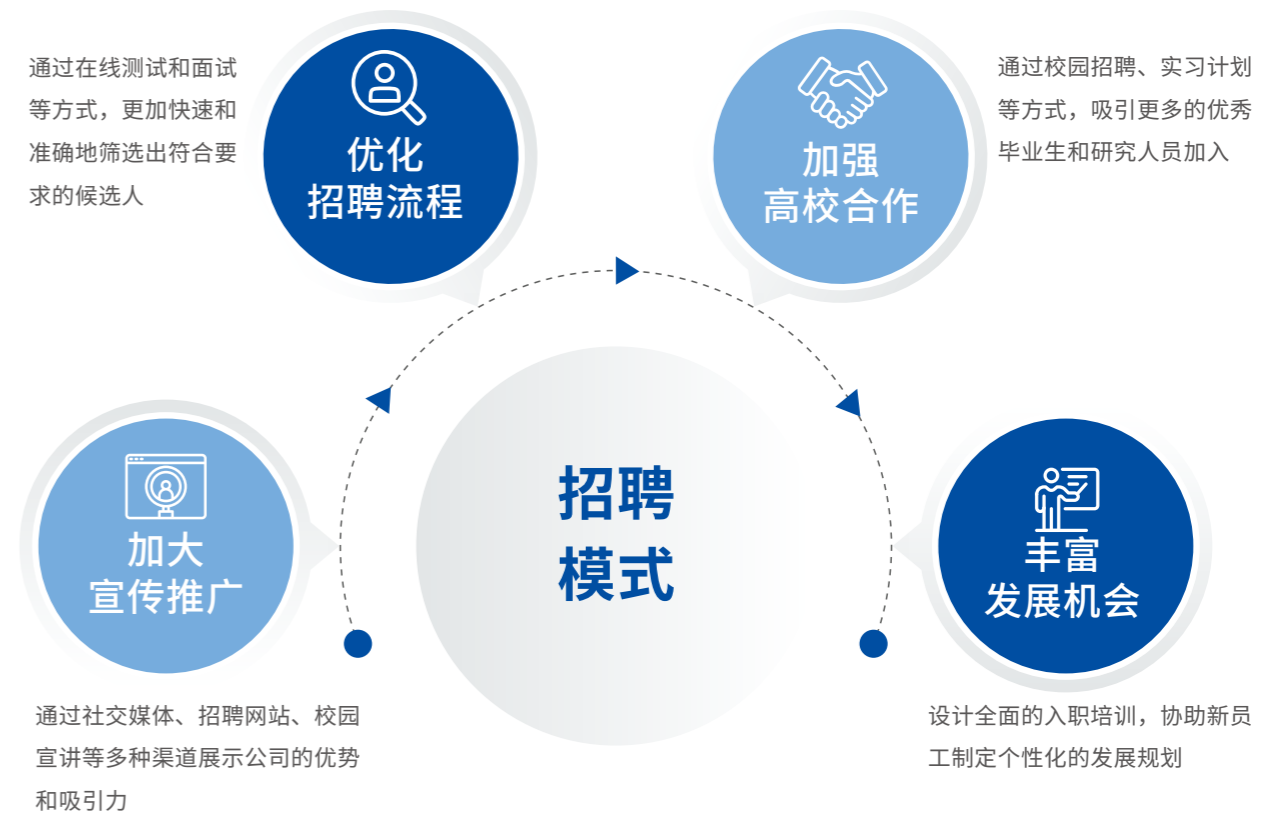 通过在线测试和面试
等方式，更加快速和
准确地筛选出符合要
求的候选人
优化
招聘流程
加强
高校合作
通过校园招聘、实习计划
等方式，吸引更多的优秀
毕业生和研究人员加入
招聘
模式
加大
宣传推广
通过社交媒体、招聘网站、校园
宣讲等多种渠道展示公司的优势
和吸引力
丰富
发展机会
设计全面的入职培训，协助新员
工制定个性化的发展规划